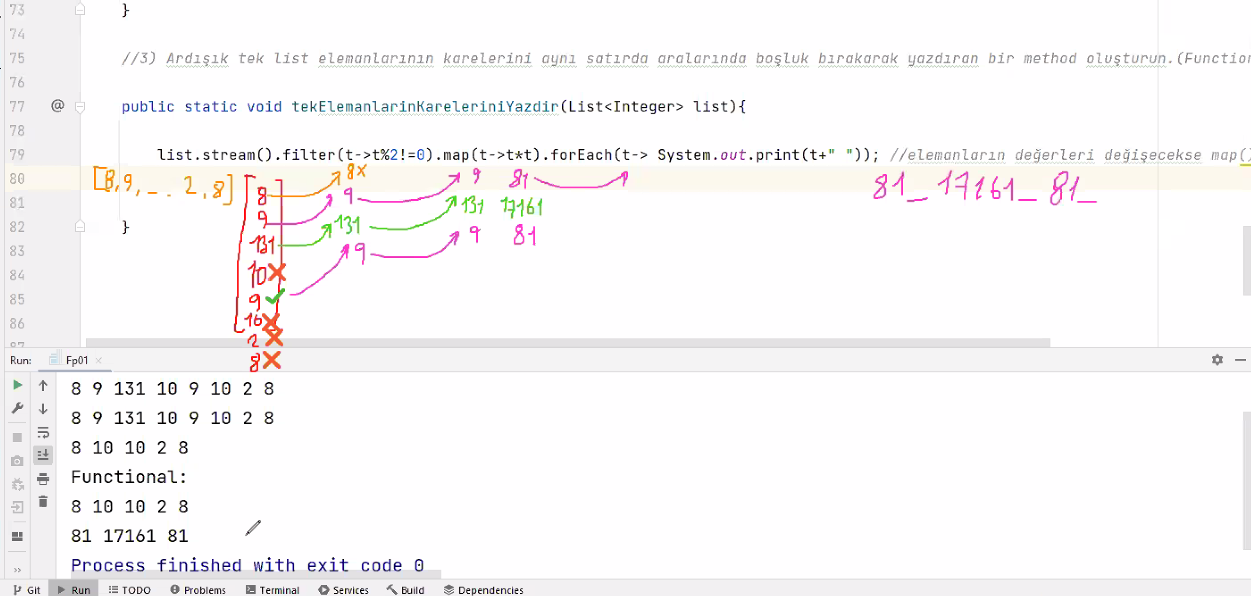 73 }
74
75 //3) Ardışık tek list elemanlarının karelerini aynı satırda aralarında boşluk bırakarak yazdıran bir method oluşturun.(Function
76
77 @ public static void tekElemanlarinKareleriniYazdir(List<Integer> list){
78
79 list.stream().filter(t->t%2!=0).map(t->t*t).forEach(t-> System.out.print(t+" ")); //elemanların değerleri değişecekse map()
80
81
82 }
83
84
85
86
87
[8,9,_ . 2,8]
8 8x
9 9 9 81
131 131 131 17161
10 9 9 81
9
16
2
8
81_ 17161_ 81_
Run: Fp01 ×
8 9 131 10 9 10 2 8
8 9 131 10 9 10 2 8
8 10 10 2 8
Functional:
8 10 10 2 8
81 17161 81
Process finished with exit code 0
Git Run TODO Problems Terminal Services Build Dependencies